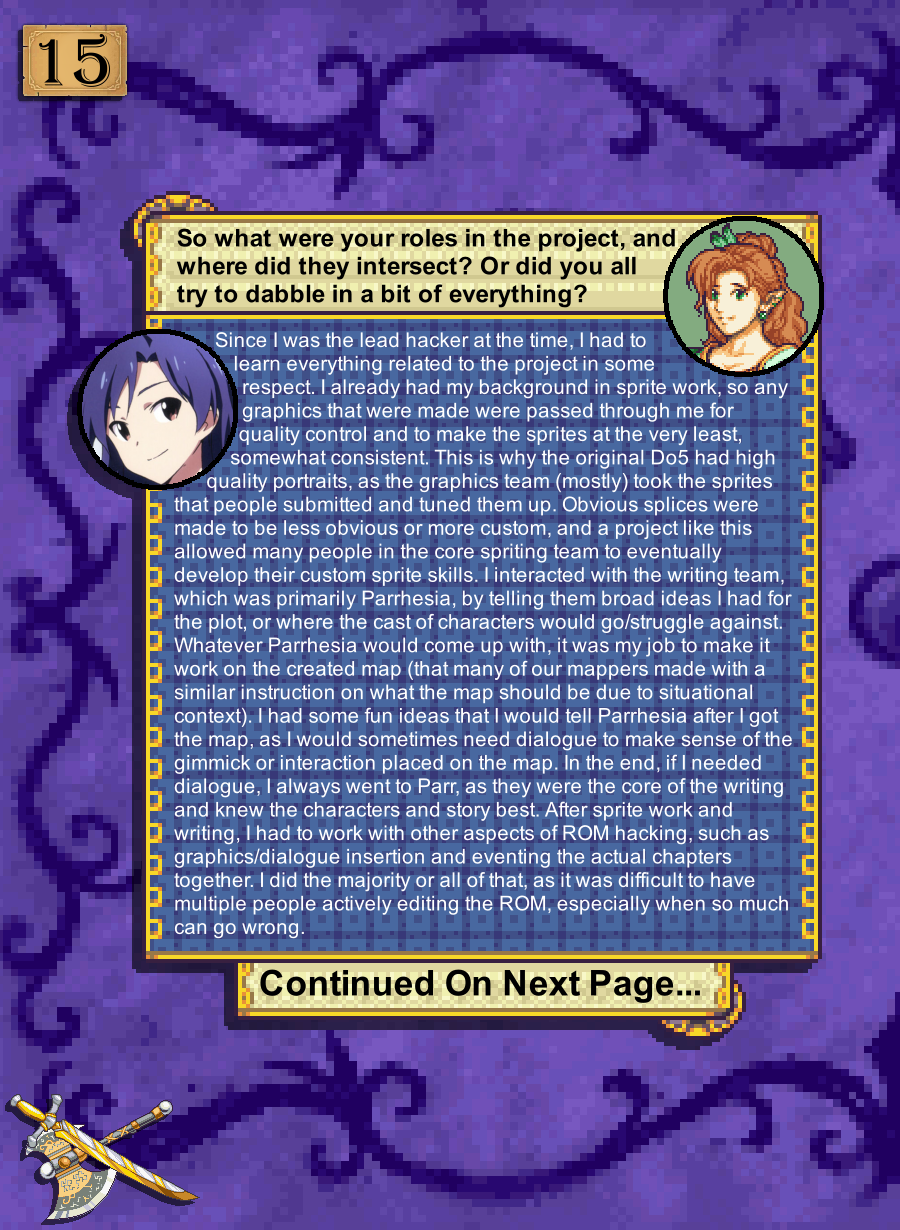 15
So what were your roles in the project, and
where did they intersect? Or did you all
try to dabble in a bit of everything?
Since I was the lead hacker at the time, I had to
learn everything related to the project in some
respect. I already had my background in sprite work, so any
graphics that were made were passed through me for
quality control and to make the sprites at the very least,
somewhat consistent. This is why the original Do5 had high
quality portraits, as the graphics team (mostly) took the sprites
that people submitted and tuned them up. Obvious splices were
made to be less obvious or more custom, and a project like this
allowed many people in the core spriting team to eventually
develop their custom sprite skills. I interacted with the writing team,
which was primarily Parrhesia, by telling them broad ideas I had for
the plot, or where the cast of characters would go/struggle against.
Whatever Parrhesia would come up with, it was my job to make it
work on the created map (that many of our mappers made with a
similar instruction on what the map should be due to situational
context). I had some fun ideas that I would tell Parrhesia after I got
the map, as I would sometimes need dialogue to make sense of the
gimmick or interaction placed on the map. In the end, if I needed
dialogue, I always went to Parr, as they were the core of the writing
and knew the characters and story best. After sprite work and
writing, I had to work with other aspects of ROM hacking, such as
graphics/dialogue insertion and eventing the actual chapters
together. I did the majority or all of that, as it was difficult to have
multiple people actively editing the ROM, especially when so much
can go wrong.
Continued On Next Page...